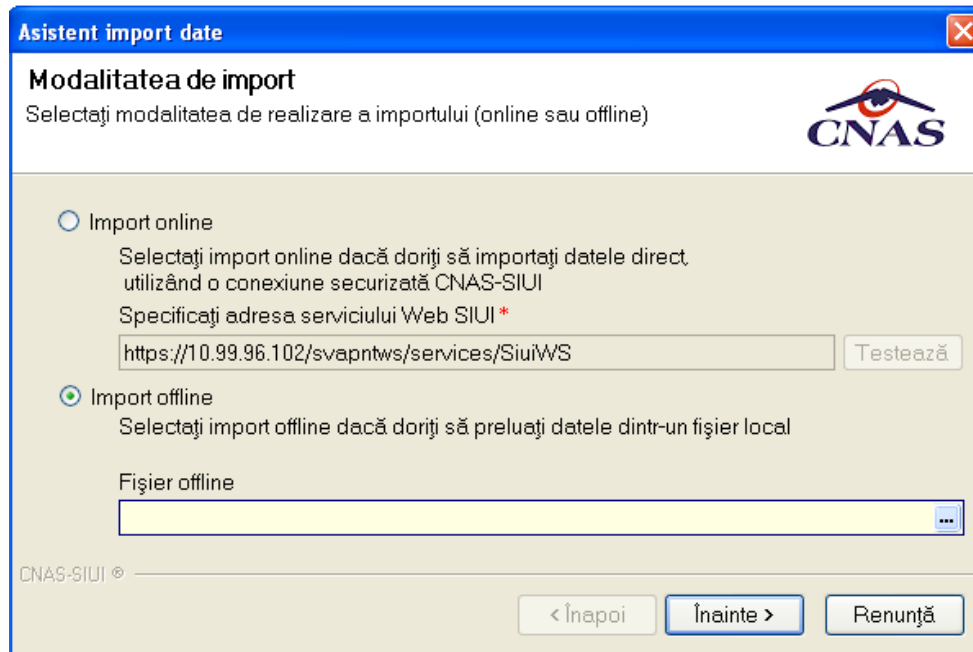 Asistent import date
Modalitatea de import
Selectaţi modalitatea de realizare a importului (online sau offline)
CNAS
Import online
Selectaţi import online dacă doriţi să importaţi datele direct,
utilizând o conexiune securizată CNAS-SIUI
Specificaţi adresa serviciului Web SIUI *
https://10.99.96.102/svapntws/services/SiuiWS
Testează
Import offline
Selectaţi import offline dacă doriţi să preluaţi datele dintr-un fişier local
Fişier offline
...
CNAS-SIUI ®
< Înapoi
Înainte >
Renunţă